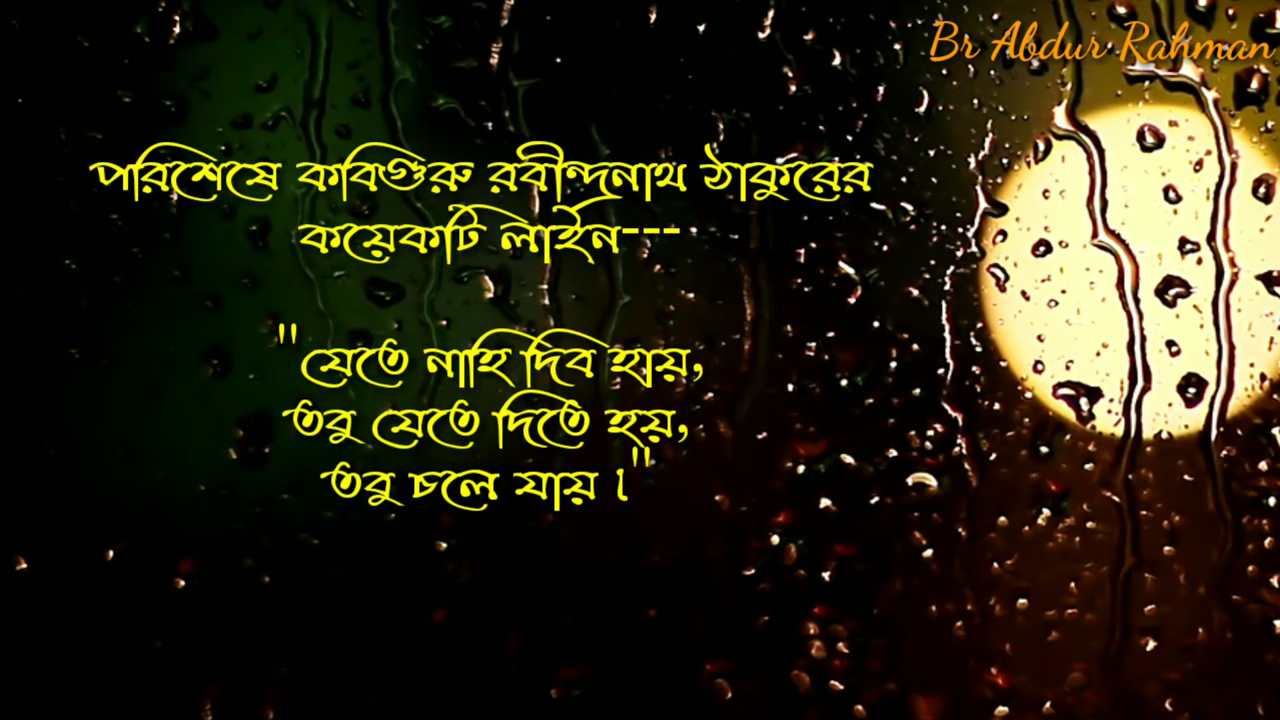 Br Abdur Rahman
পরিশেষে কবিগুরু রবীন্দ্রনাথ ঠাকুরের
কয়েকটি লাইন---
"যেতে নাহি দিব হায়,
তবু যেতে দিতে হয়,
তবু চলে যায় ।"